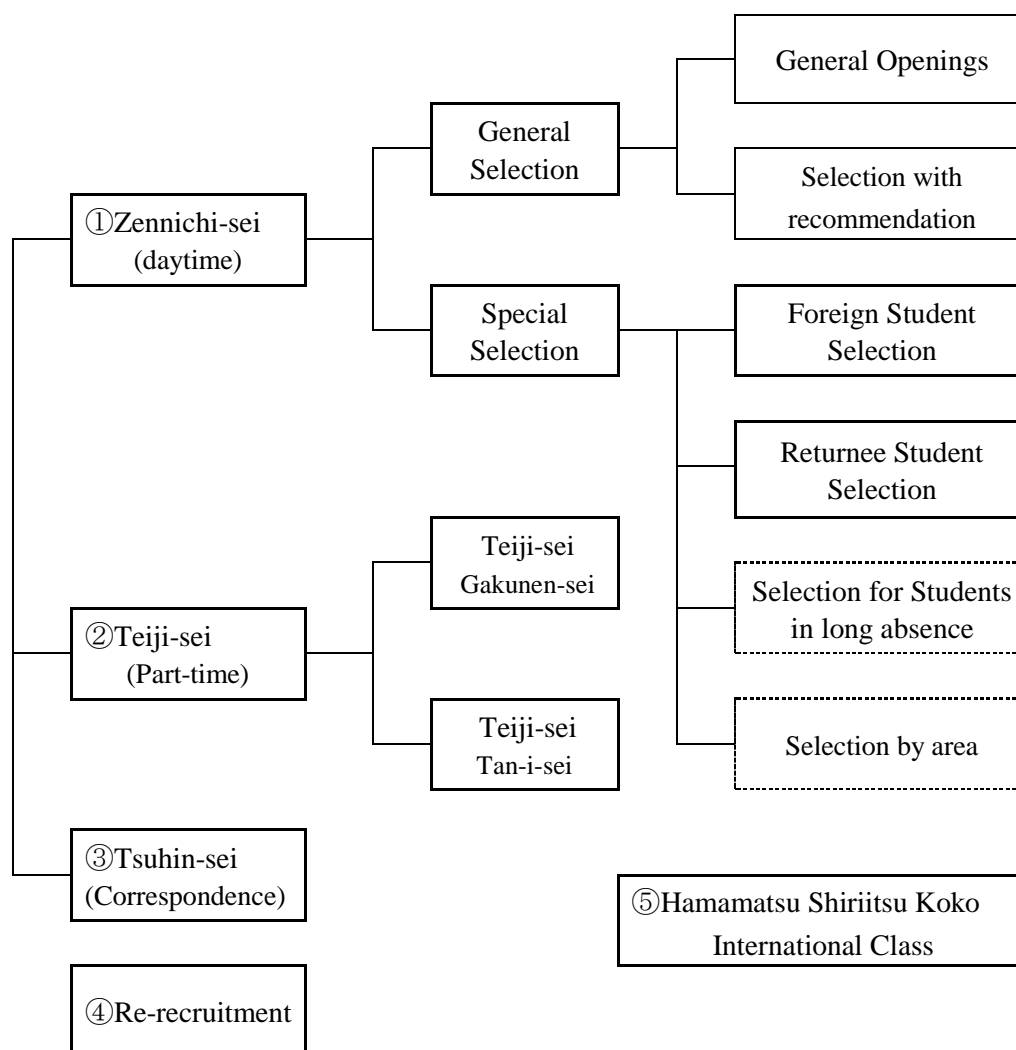 General Openings
General
Selection
Selection with
recommendation
①Zennichi-sei
(daytime)
Special
Selection
Foreign Student
Selection
Returnee Student
Selection
Teiji-sei
Gakunen-sei
Selection for Students
in long absence
②Teiji-sei
(Part-time)
Teiji-sei
Tan-i-sei
Selection by area
③Tsuhin-sei
(Correspondence)
⑤Hamamatsu Shiriitsu Koko
International Class
④Re-recruitment